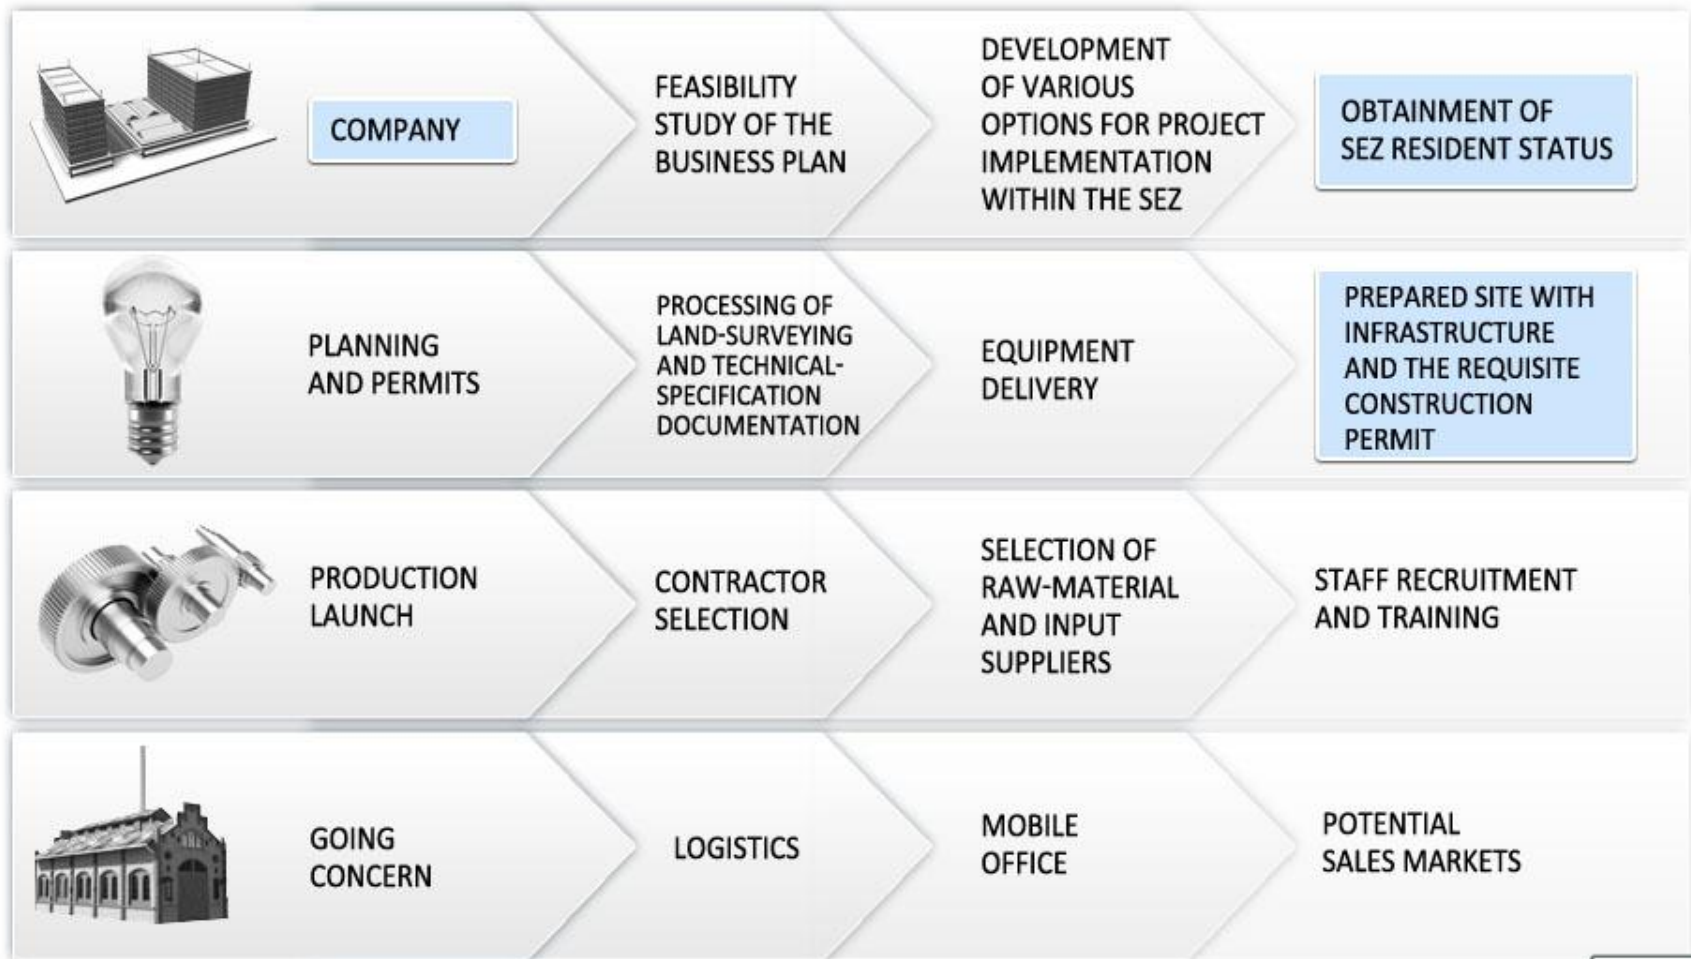 COMPANY
FEASIBILITY
STUDY OF THE
BUSINESS PLAN
DEVELOPMENT
OF VARIOUS
OPTIONS FOR PROJECT
IMPLEMENTATION
WITHIN THE SEZ
OBTAINMENT OF
SEZ RESIDENT STATUS
PLANNING
AND PERMITS
PROCESSING OF
LAND-SURVEYING
AND TECHNICAL-
SPECIFICATION
DOCUMENTATION
EQUIPMENT
DELIVERY
PREPARED SITE WITH
INFRASTRUCTURE
AND THE REQUISITE
CONSTRUCTION
PERMIT
PRODUCTION
LAUNCH
CONTRACTOR
SELECTION
SELECTION OF
RAW-MATERIAL
AND INPUT
SUPPLIERS
STAFF RECRUITMENT
AND TRAINING
GOING
CONCERN
LOGISTICS
MOBILE
OFFICE
POTENTIAL
SALES MARKETS